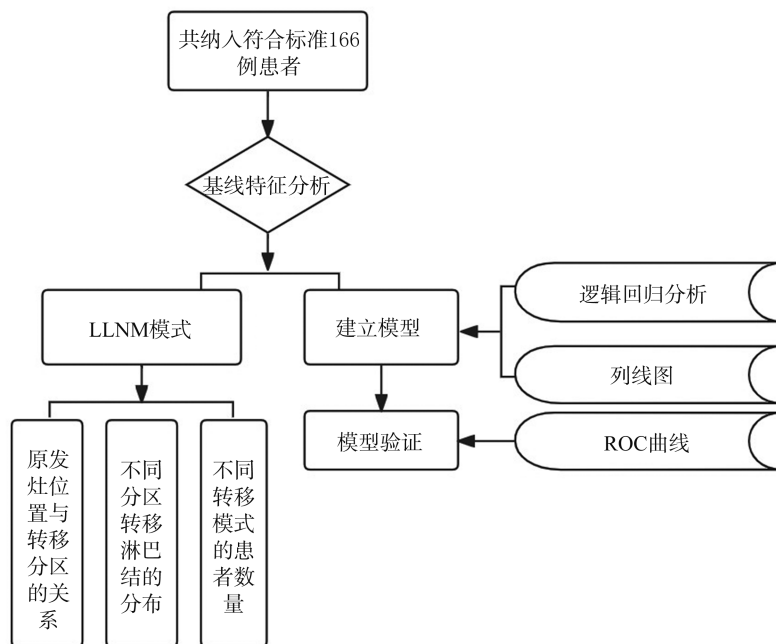 共纳入符合标准166
例患者
基线特征分析
LLNM模式
建立模型
逻辑回归分析
列线图
模型验证
ROC曲线
原发
灶位
置与
转移
分区
的关
系
不同
分区
转移
淋巴
结的
分布
不同
转移
模式
的患
者数
量